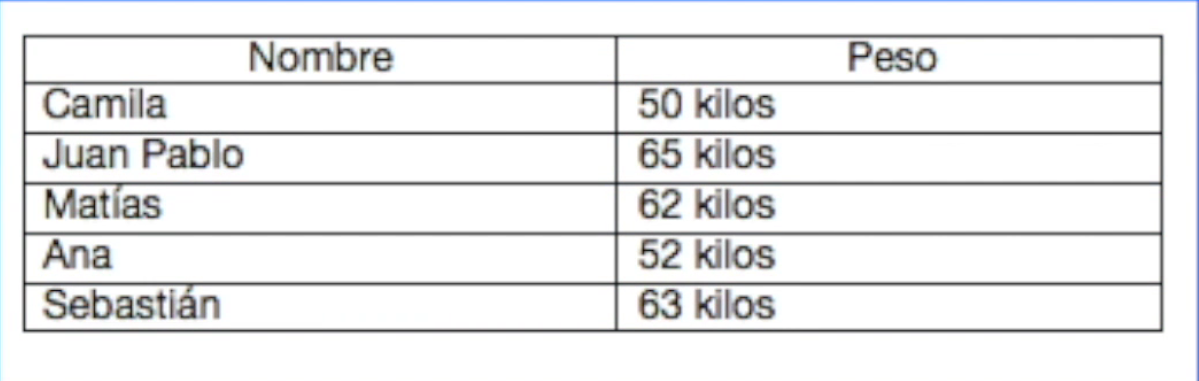 Nombre Peso
Camila 50 kilos
Juan Pablo 65 kilos
Matías 62 kilos
Ana 52 kilos
Sebastián 63 kilos